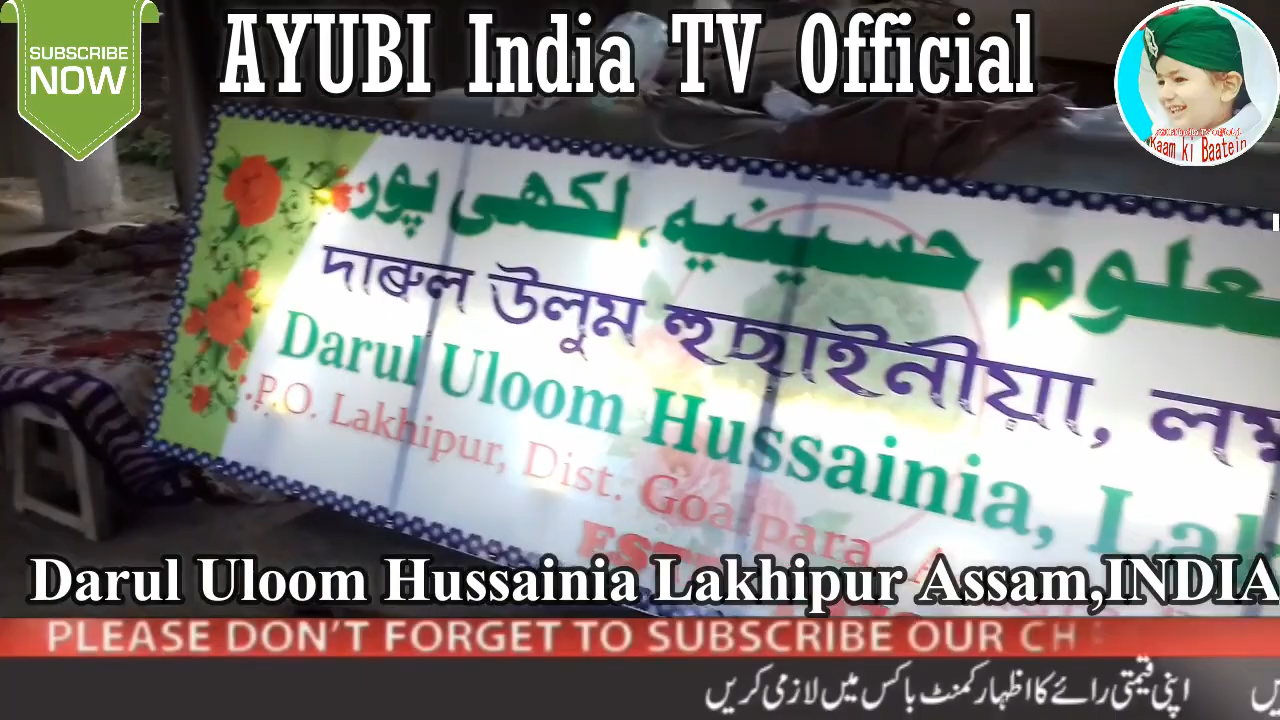 SUBSCRIBE
NOW
AYUBI India TV Official
Kaam ki Baatein
علوم حسینیہ، لکھی پور
দাৰুল উলুম হুছাইনীয়া,
Darul Uloom Hussainia,
P.O. Lakhipur, Dist. Goalpara
ESTD
Darul Uloom Hussainia Lakhipur Assam,INDIA
PLEASE DON'T FORGET TO SUBSCRIBE OUR CH
اپنی قیمتی رائے کا اظہار کمنٹ باکس میں لازمی کریں